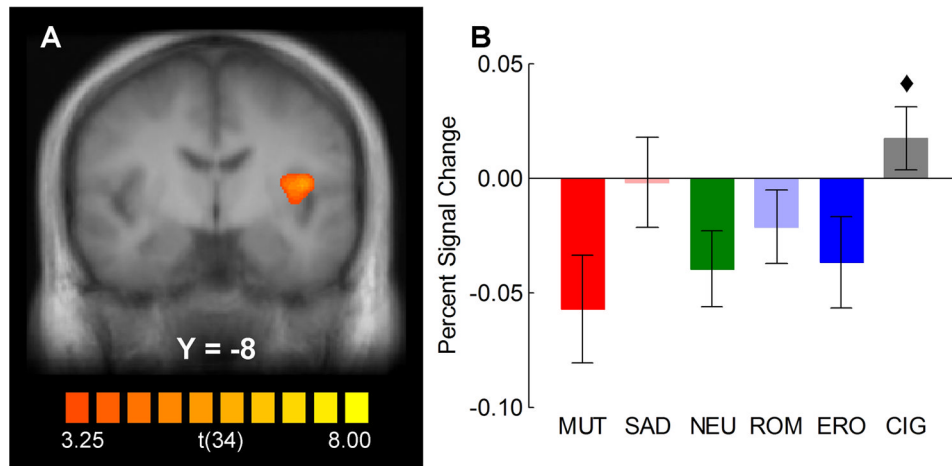 A
Y = -8
3.25 t(34) 8.00
B
Percent Signal Change
0.05
0.00
-0.05
-0.10
MUT SAD NEU ROM ERO CIG